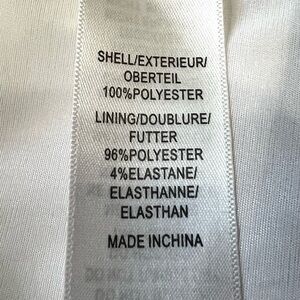 SHELL/EXTERIEUR/
OBERTEIL
100%POLYESTER
LINING/DOUBLURE/
FUTTER
96%POLYESTER
4%ELASTANE/
ELASTHANNE/
ELASTHAN
MADE INCHINA